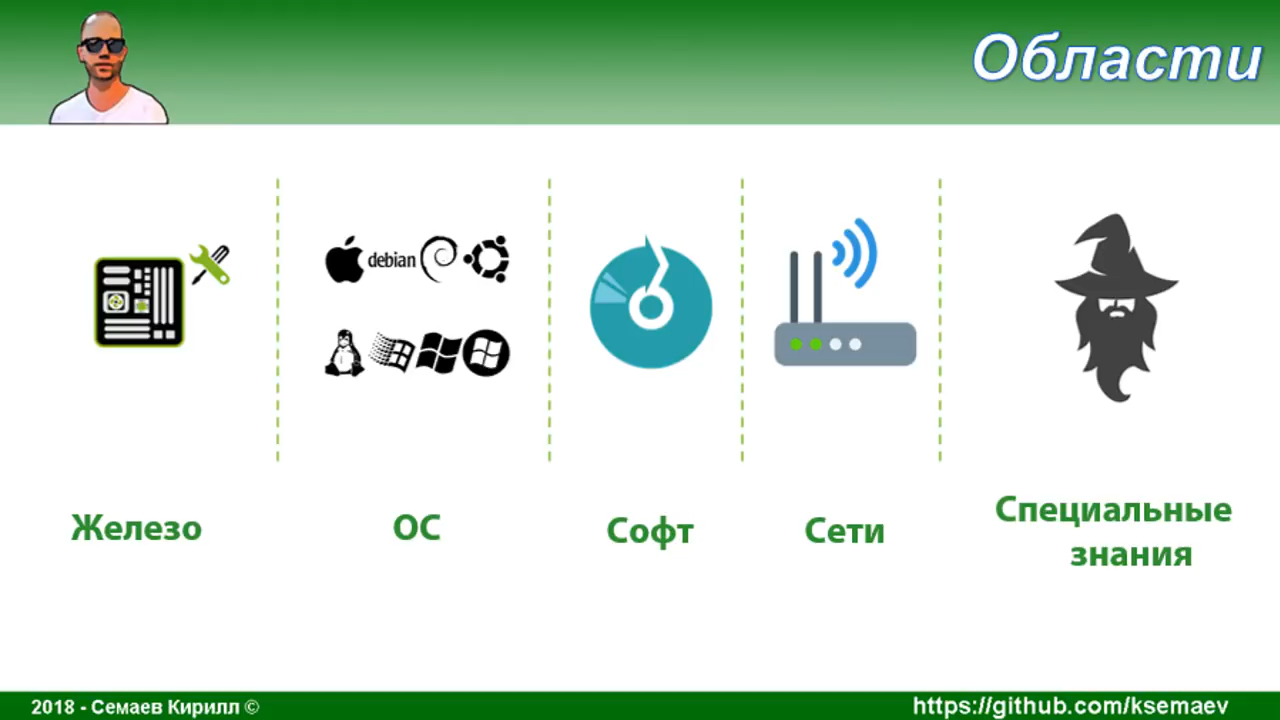 Области
debian
Железо
ОС
Софт
Сети
Специальные
знания
2018 - Семаев Кирилл ©
https://github.com/ksemaev